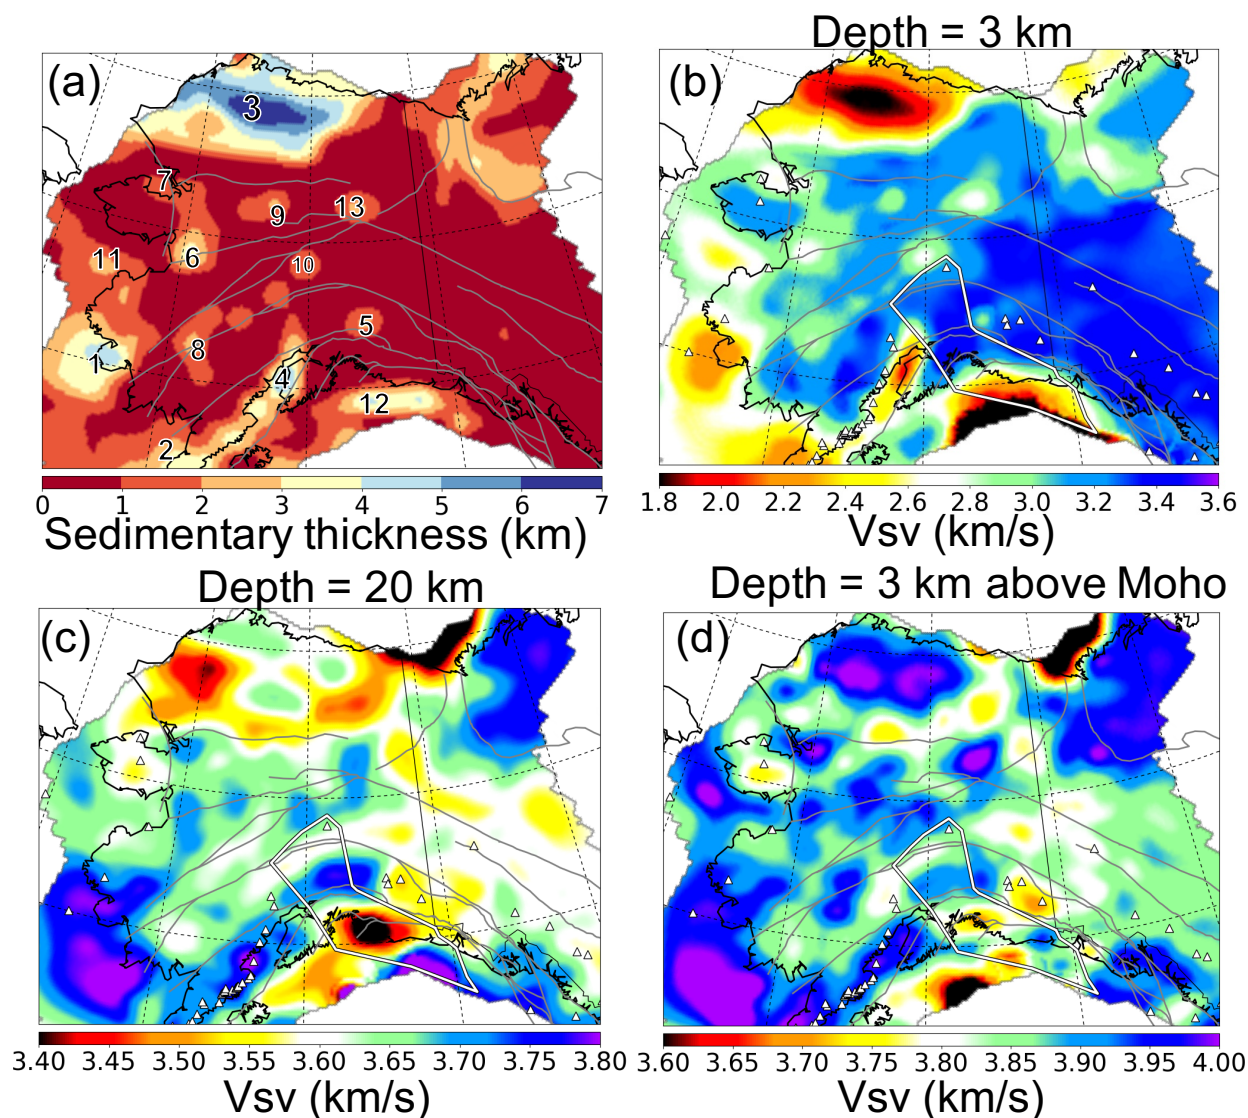 Depth = 3 km
(a)
(b)
3
7
9
13
6
11
10
5
8
1
4
12
2
0 1 2 3 4 5 6 7
Sedimentary thickness (km)
1.8 2.0 2.2 2.4 2.6 2.8 3.0 3.2 3.4 3.6
Vsv (km/s)
Depth = 20 km
Depth = 3 km above Moho
(c)
(d)
3.40 3.45 3.50 3.55 3.60 3.65 3.70 3.75 3.80
Vsv (km/s)
3.60 3.65 3.70 3.75 3.80 3.85 3.90 3.95 4.00
Vsv (km/s)